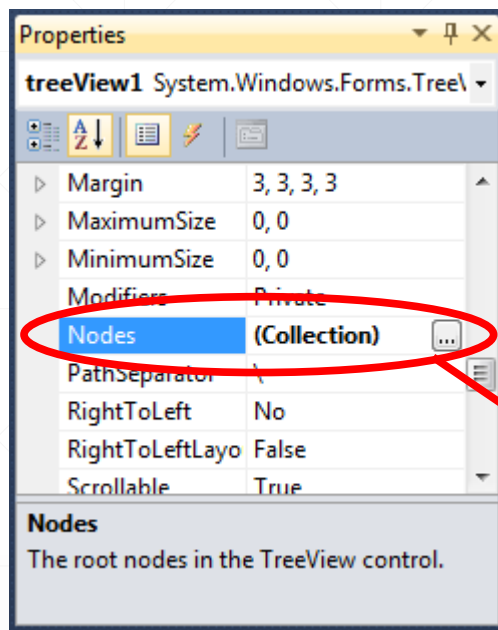 Properties
treeView1 System.Windows.Forms.Tree
A
Z
Margin 3, 3, 3, 3
MaximumSize 0, 0
MinimumSize 0, 0
Modifiers Private
Nodes (Collection) ...
PathSeparator \
RightToLeft No
RightToLeftLayo False
Scrollable True
Nodes
The root nodes in the TreeView control.